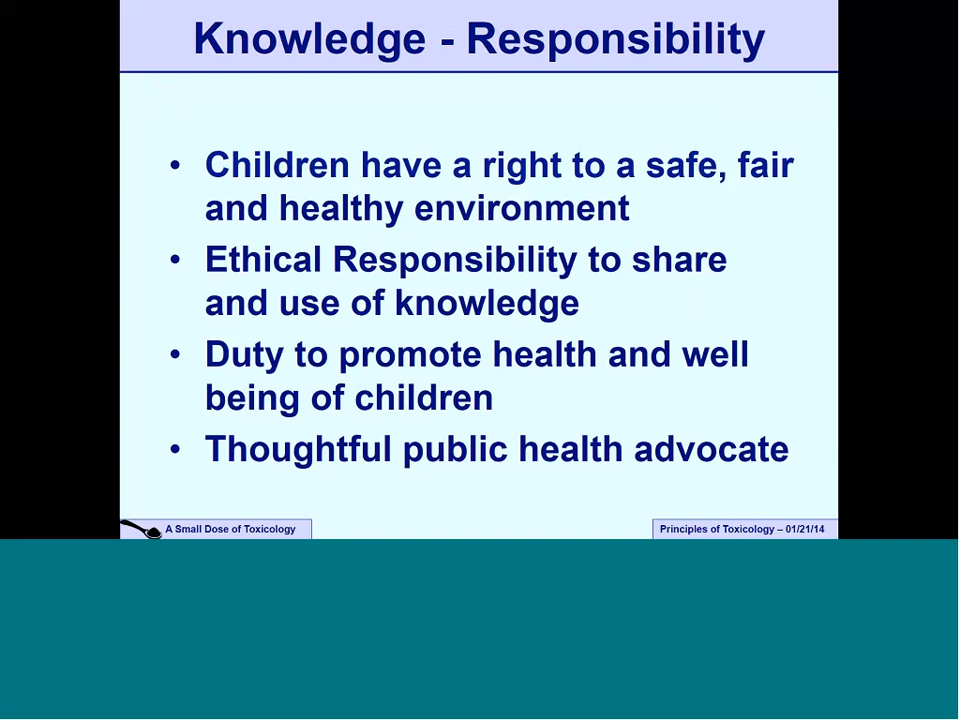 Knowledge - Responsibility
• Children have a right to a safe, fair
and healthy environment
• Ethical Responsibility to share
and use of knowledge
• Duty to promote health and well
being of children
• Thoughtful public health advocate
A Small Dose of Toxicology
Principles of Toxicology – 01/21/14